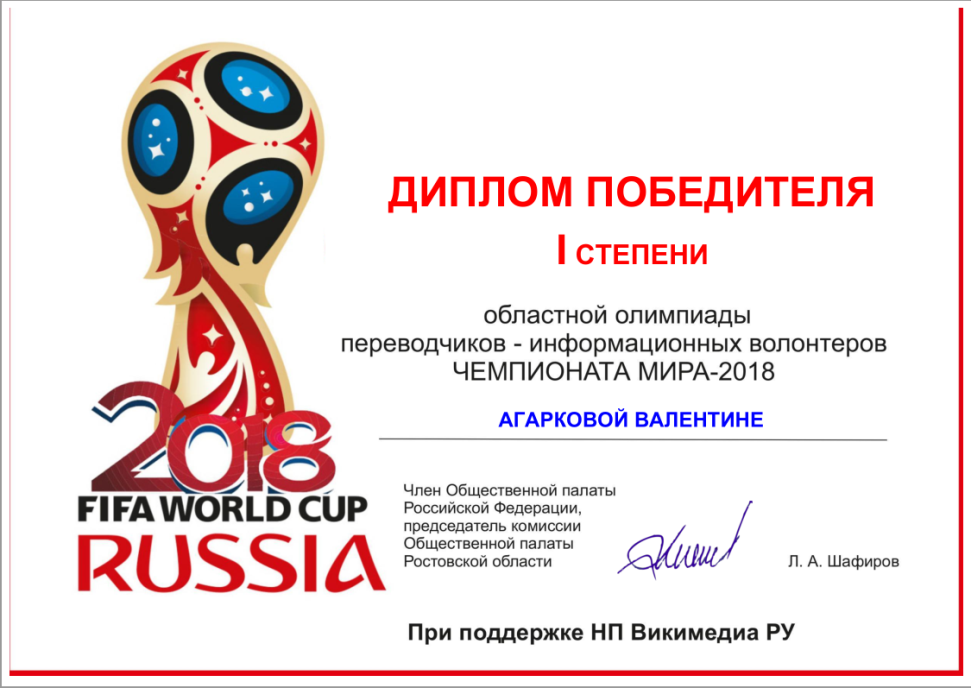 ДИПЛОМ ПОБЕДИТЕЛЯ
I СТЕПЕНИ
областной олимпиады
переводчиков - информационных волонтеров
ЧЕМПИОНАТА МИРА-2018
АГАРКОВОЙ ВАЛЕНТИНЕ
2018
FIFA WORLD CUP
RUSSIA
Член Общественной палаты
Российской Федерации,
председатель комиссии
Общественной палаты
Ростовской области
Л. А. Шафиров
При поддержке НП Викимедиа РУ